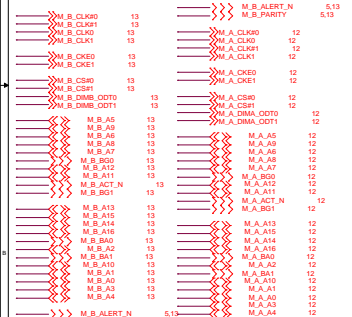 M_B_ALERT_N 5,13
M_B_PARITY 5,13
M_B_CLK#0 13
M_B_CLK#1 13
M_B_CLK0 13
M_B_CLK1 13
M_B_CKE0 13
M_B_CKE1 13
M_B_CS#0 13
M_B_CS#1
M_B_DIMB_ODT0 13
M_B_DIMB_ODT1 13
M_B_A5 13
M_B_A9 13
M_B_A6 13
M_B_A8 13
M_B_A7 13
M_B_BG0 13
M_B_A12 13
M_B_A11 13
M_B_ACT_N 13
M_B_BG1 13
M_B_A13 13
M_B_A15 13
M_B_A14 13
M_B_A16 13
M_B_BA0 13
M_B_A2 13
M_B_BA1 13
M_B_A10 13
M_B_A1 13
M_B_A0 13
M_B_A3 13
M_B_A4 13
M_B_ALERT_N 5,13
M_A_CLK#0 12
M_A_CLK0 12
M_A_CLK#1 12
M_A_CLK1 12
M_A_CKE0 12
M_A_CKE1 12
M_A_CS#0 12
M_A_CS#1 12
M_A_DIMA_ODT0 12
M_A_DIMA_ODT1 12
M_A_A5 12
M_A_A9 12
M_A_A6 12
M_A_A8 12
M_A_A7 12
M_A_BG0 12
M_A_A12 12
M_A_A11 12
M_A_ACT_N 12
M_A_BG1 12
M_A_A13 12
M_A_A15 12
M_A_A14 12
M_A_A16 12
M_A_BA0 12
M_A_A2 12
M_A_BA1 12
M_A_A10 12
M_A_A1 12
M_A_A0 12
M_A_A3 12
M_A_A4 12
B